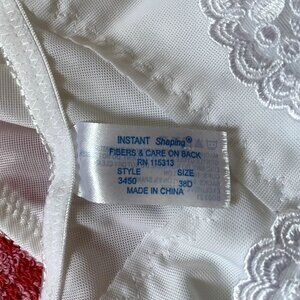 INSTANT Shaping®
FIBERS & CARE ON BACK
RN 115313
STYLE SIZE
3450 38D
MADE IN CHINA